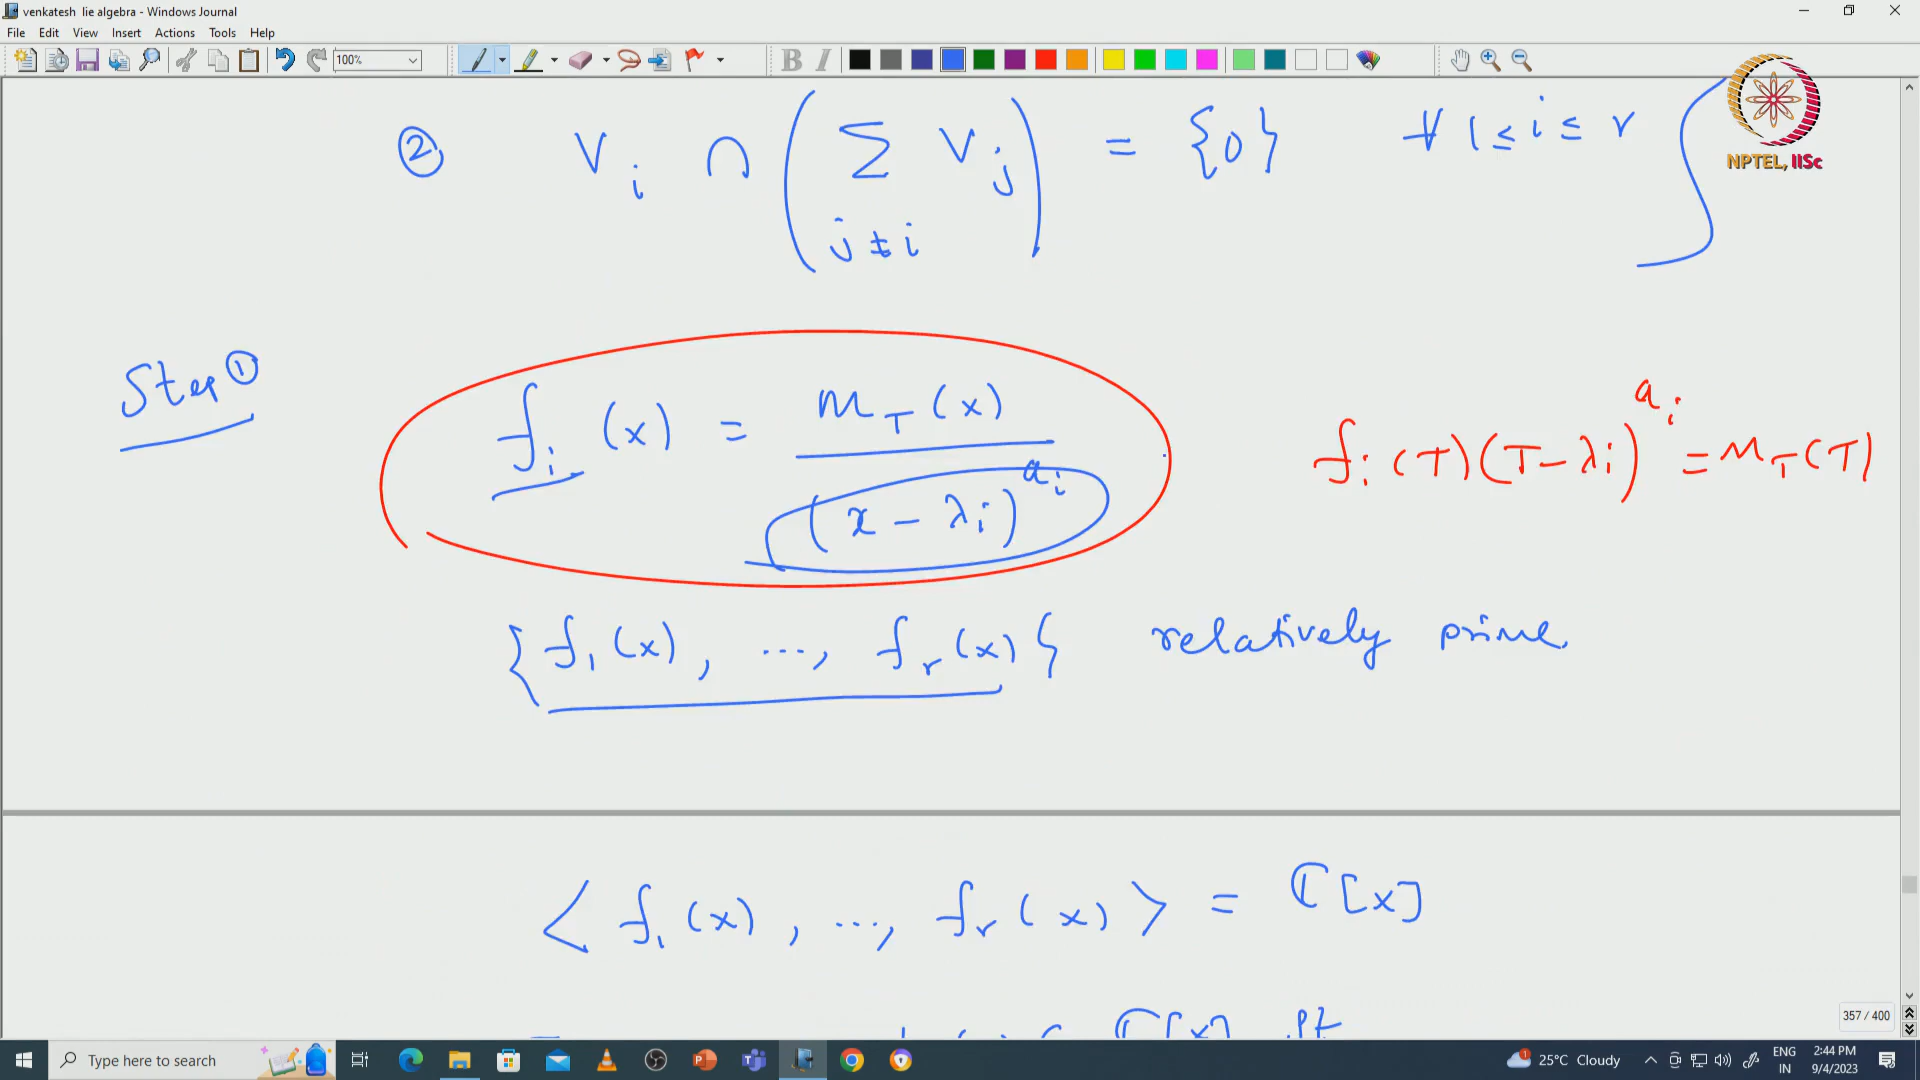 venkatesh lie algebra - Windows Journal
File Edit View Insert Actions Tools Help
100%
B I
NPTEL, IISc
② V_i ∩ ( Σ_{j≠i} V_j ) = {0} ∀ 1 ≤ i ≤ r
Step ①
f_i(x) = m_T(x) / (x - λ_i)^{a_i}
f_i(T)(T-λ_i)^{a_i} = m_T(T)
{f_1(x), ..., f_r(x)} relatively prime
< f_1(x), ..., f_r(x) > = ℂ[x]
ℂ[x] st
357 / 400
Type here to search
25°C Cloudy
ENG
IN
2:44 PM
9/4/2023